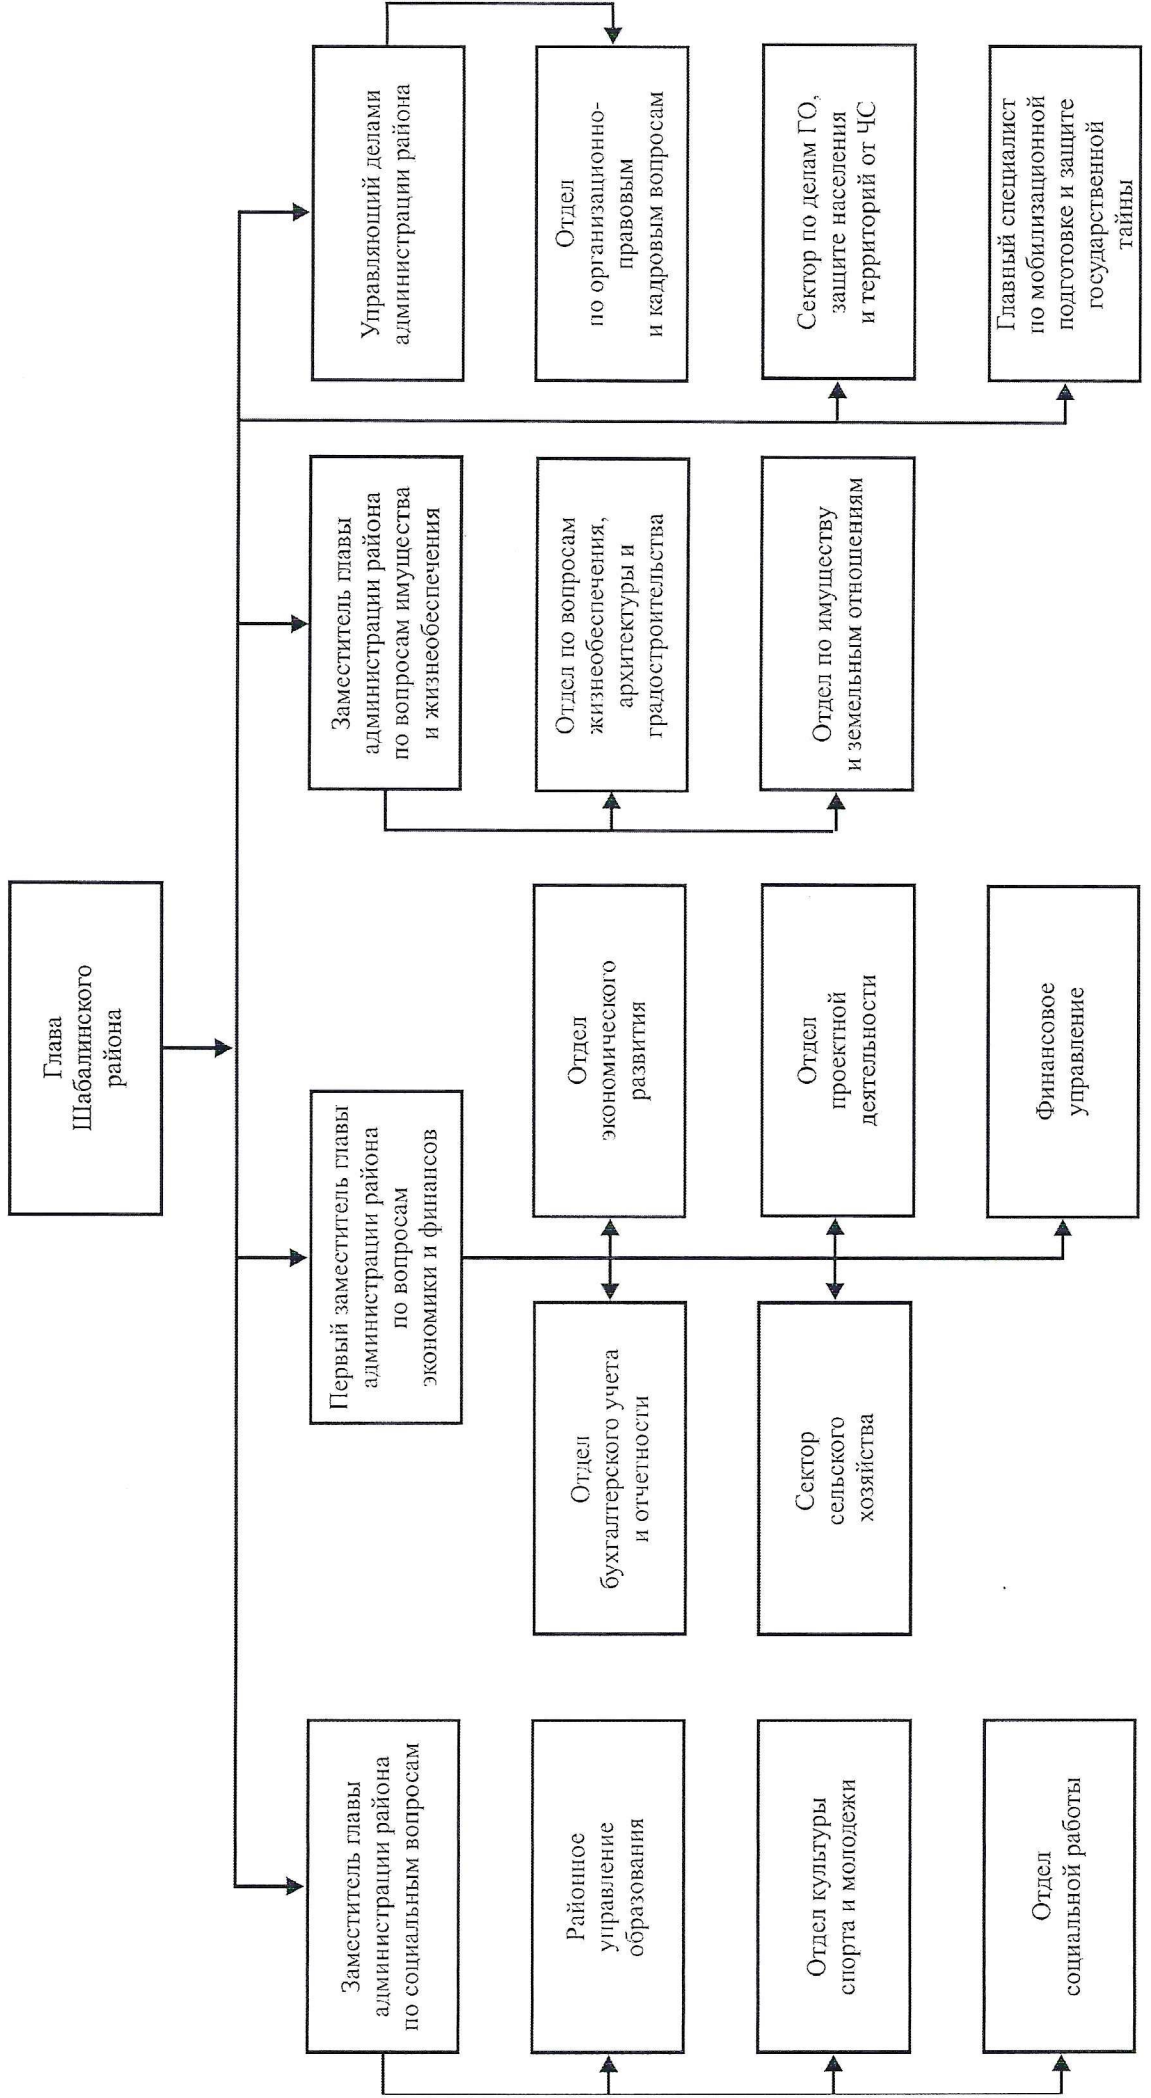 Глава
Шабалинского
района
Заместитель главы
администрации района
по социальным вопросам
Первый заместитель главы
администрации района
по вопросам
экономики и финансов
Заместитель главы
администрации района
по вопросам имущества
и жизнеобеспечения
Управляющий делами
администрации района
Районное
управление
образования
Отдел
бухгалтерского учета
и отчетности
Отдел
экономического
развития
Отдел по вопросам
жизнеобеспечения,
архитектуры и
градостроительства
Отдел
по организационно-
правовым
и кадровым вопросам
Отдел культуры
спорта и молодежи
Сектор
сельского
хозяйства
Отдел
проектной
деятельности
Отдел по имуществу
и земельным отношениям
Сектор по делам ГО,
защите населения
и территорий от ЧС
Отдел
социальной работы
Финансовое
управление
Главный специалист
по мобилизационной
подготовке и защите
государственной
тайны